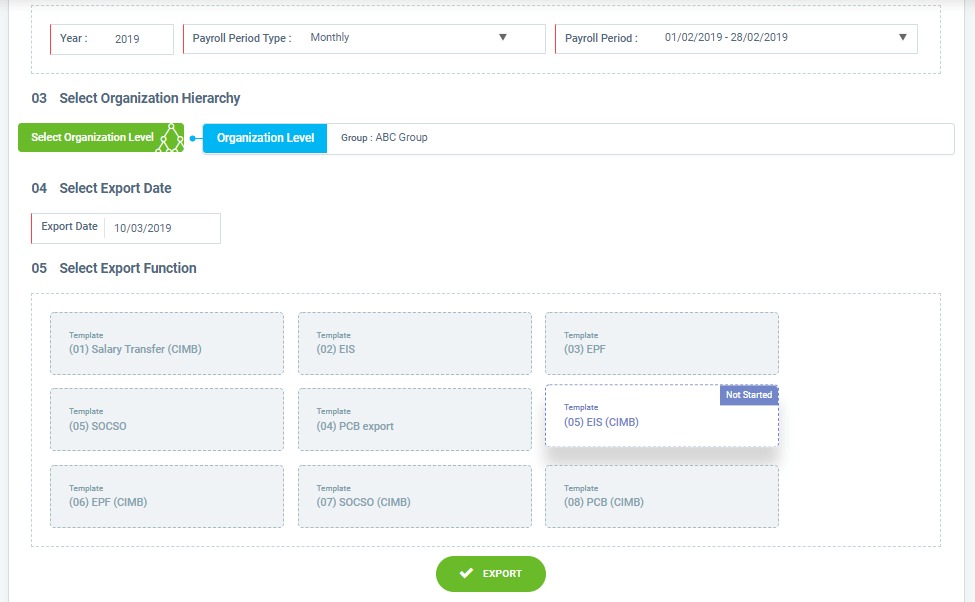 Year : 2019 Payroll Period Type : Monthly ▼ Payroll Period : 01/02/2019 - 28/02/2019 ▼
03 Select Organization Hierarchy
Select Organization Level Organization Level Group : ABC Group
04 Select Export Date
Export Date 10/03/2019
05 Select Export Function
Template
(01) Salary Transfer (CIMB)
Template
(02) EIS
Template
(03) EPF
Template
(05) SOCSO
Template
(04) PCB export
Not Started
Template
(05) EIS (CIMB)
Template
(06) EPF (CIMB)
Template
(07) SOCSO (CIMB)
Template
(08) PCB (CIMB)
EXPORT